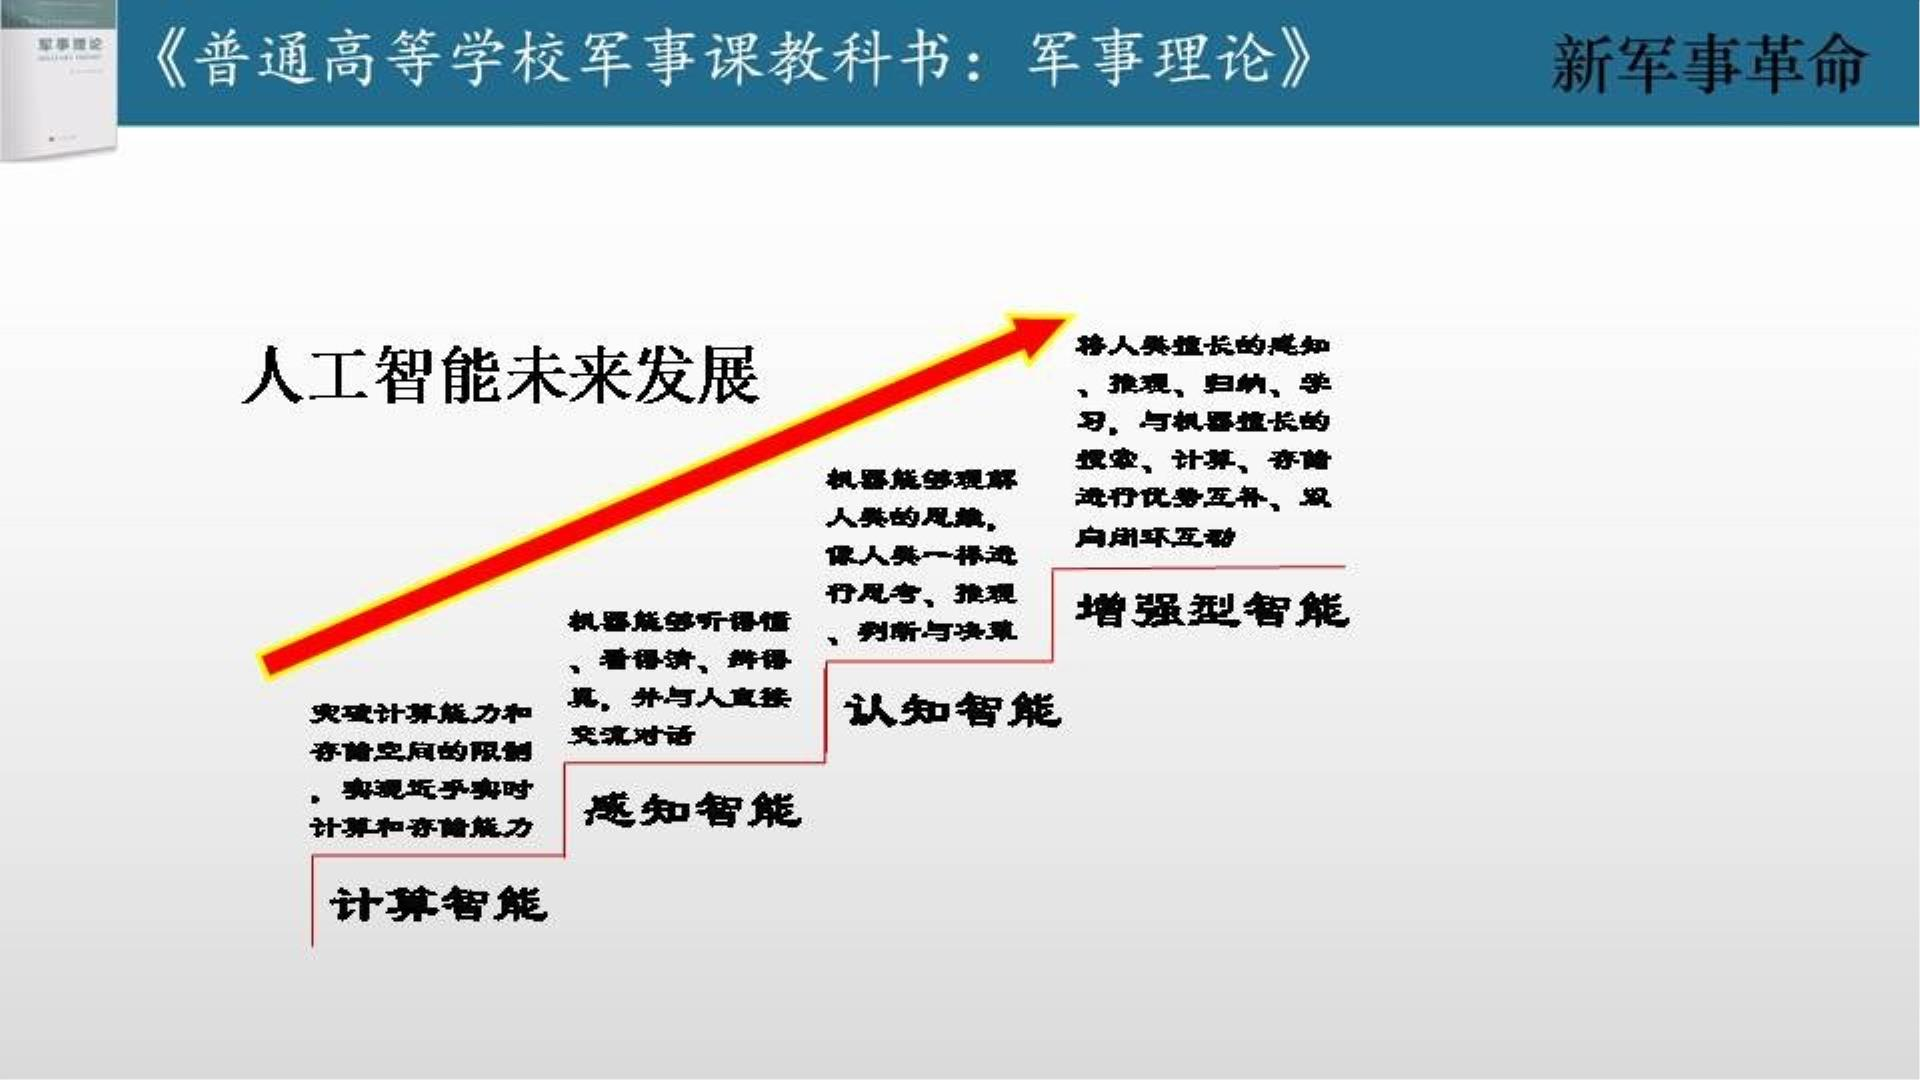 军事理论
《普通高等学校军事课教科书：军事理论》
新军事革命
人工智能未来发展
将人类擅长的感知
、推理、归纳、学
习，与机器擅长的
搜索、计算、存储
进行优势互补、双
向闭环互动
增强型智能
机器能够理解
人类的思维，
像人类一样进
行思考、推理
、判断与决策
认知智能
机器能够听得懂
、看得清、辨得
真，并与人直接
交流对话
感知智能
突破计算能力和
存储空间的限制
，实现近乎实时
计算和存储能力
计算智能